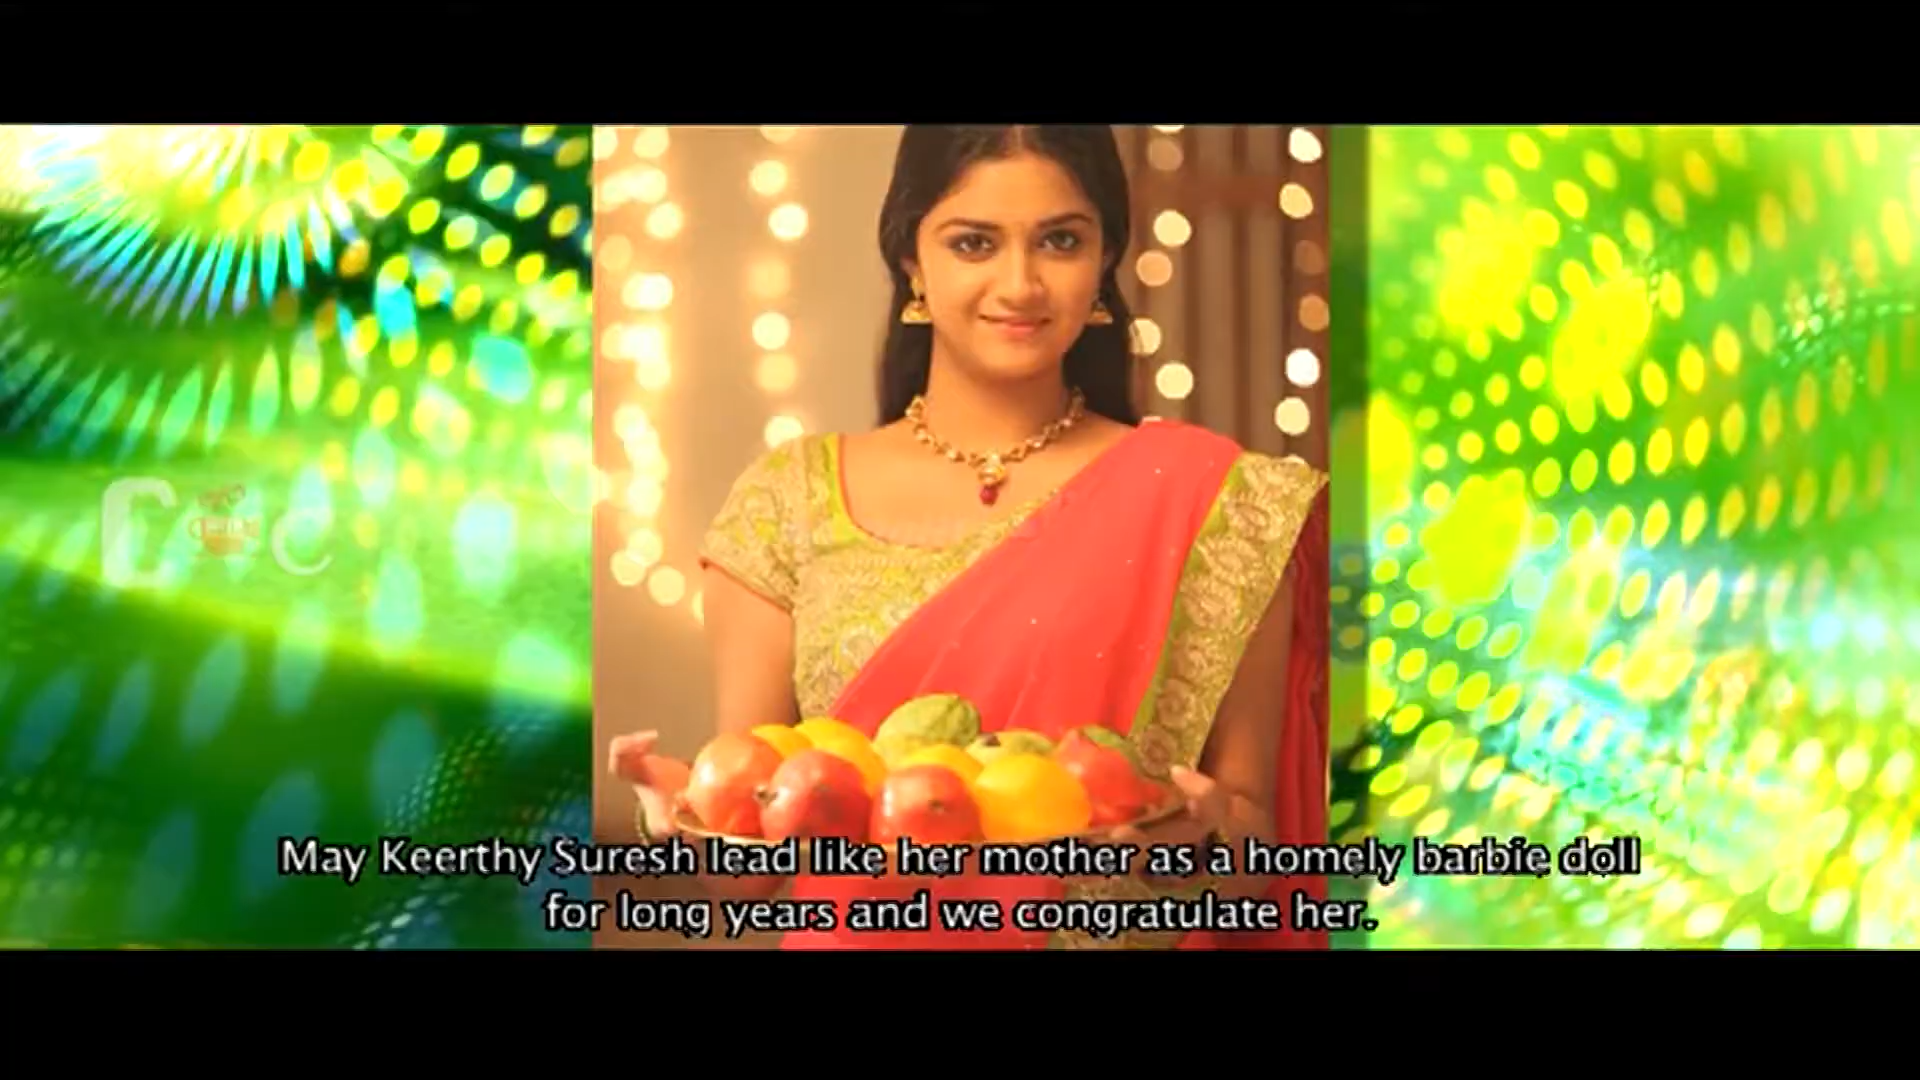 May Keerthy Suresh lead like her mother as a homely barbie doll
for long years and we congratulate her.